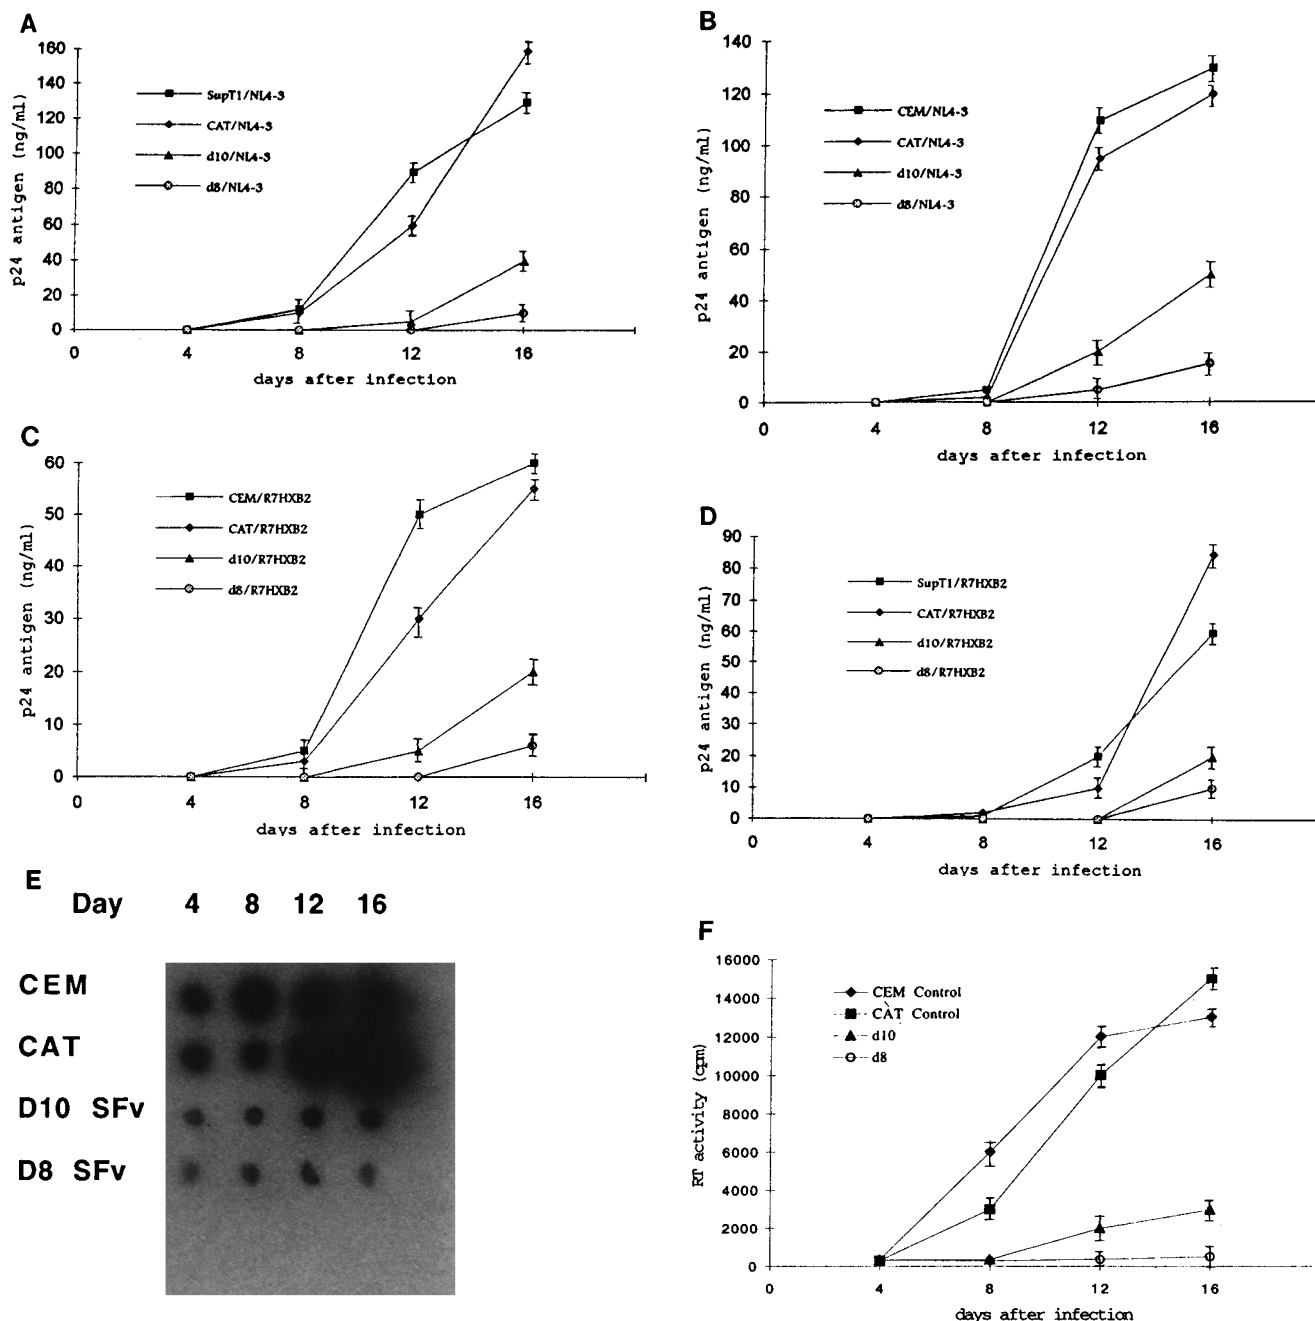 A
p24 antigen (ng/ml)
160
140
120
100
80
60
40
20
0
SupT1/NL4-3
CAT/NL4-3
d10/NL4-3
d8/NL4-3
0 4 8 12 16
days after infection
B
p24 antigen (ng/ml)
140
120
100
80
60
40
20
0
CEM/NL4-3
CAT/NL4-3
d10/NL4-3
d8/NL4-3
0 4 8 12 16
days after infection
C
p24 antigen (ng/ml)
60
50
40
30
20
10
0
CEM/R7HXB2
CAT/R7HXB2
d10/R7HXB2
d8/R7HXB2
0 4 8 12 16
days after infection
D
p24 antigen (ng/ml)
90
80
70
60
50
40
30
20
10
0
SupT1/R7HXB2
CAT/R7HXB2
d10/R7HXB2
d8/R7HXB2
0 4 8 12 16
days after infection
E
Day 4 8 12 16
CEM
CAT
D10 SFv
D8 SFv
F
RT activity (cpm)
16000
14000
12000
10000
8000
6000
4000
2000
0
CEM Control
CAT Control
d10
d8
0 4 8 12 16
days after infection